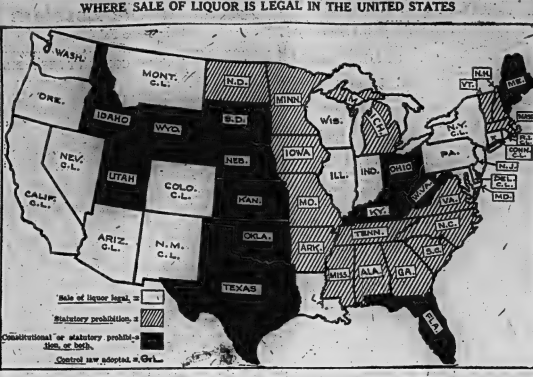 WHERE SALE OF LIQUOR IS LEGAL IN THE UNITED STATES
WASH.
MONT.
C.L.
N.D.
MINN.
ORE.
IDAHO
WYO.
S.D.
WIS.
MICH.
N.H.
VT.
ME.
MASS
N.Y.
C.L.
R.I.
C.L.
CONN.
C.L.
NEV.
C.L.
UTAH
COLO.
C.L.
NEB.
IOWA
ILL.
IND.
OHIO
PA.
N.J.
DEL.
C.L.
MD.
CALIF.
C.L.
KAN.
MO.
KY.
W.VA.
VA.
ARIZ.
C.L.
N.M.
C.L.
OKLA.
ARK.
TENN.
N.C.
S.C.
TEXAS
MISS.
ALA.
GA.
FLA.
Sale of liquor legal, =
Statutory prohibition, =
Constitutional or statutory prohibi-=
tion, or both.
Control law adopted, = C.L.